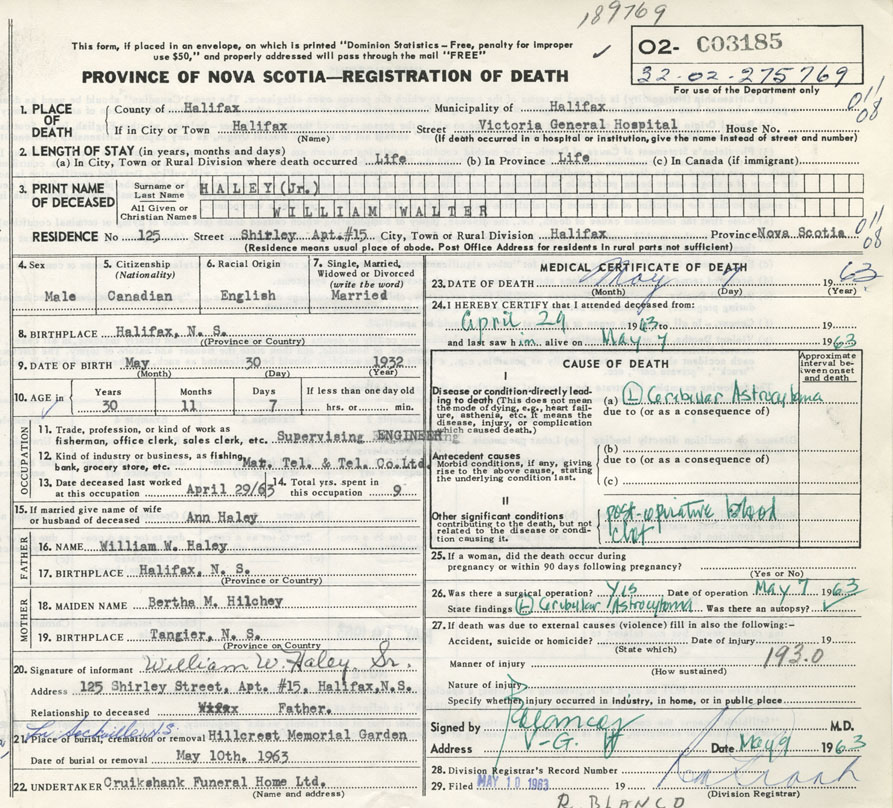 189769
This form, if placed in an envelope, on which is printed "Dominion Statistics – Free, penalty for improper
use $50," and properly addressed will pass through the mail "FREE"
✓
02- C03185
32-02-275769
For use of the Department only
PROVINCE OF NOVA SCOTIA—REGISTRATION OF DEATH
1. PLACE OF DEATH
County of Halifax Municipality of Halifax
011
08
If in City or Town Halifax Street Victoria General Hospital House No.
(Name) (If death occurred in a hospital or institution, give the name instead of street and number)
2. LENGTH OF STAY (in years, months and days)
(a) In City, Town or Rural Division where death occurred Life (b) In Province Life (c) In Canada (if immigrant)
3. PRINT NAME OF DECEASED
Surname or Last Name HALEY (Jr.)
All Given or Christian Names WILLIAM WALTER
RESIDENCE No 125 Street Shirley Apt.#15 City, Town or Rural Division Halifax Province Nova Scotia
011
08
(Residence means usual place of abode. Post Office Address for residents in rural parts not sufficient)
4. Sex
Male
5. Citizenship (Nationality)
Canadian
6. Racial Origin
English
7. Single, Married, Widowed or Divorced (write the word)
Married
8. BIRTHPLACE Halifax, N. S.
(Province or Country)
9. DATE OF BIRTH May 30 1932
(Month) (Day) (Year)
10. AGE in Years Months Days If less than one day old
30 11 7 hrs. or min.
OCCUPATION
11. Trade, profession, or kind of work as
fisherman, office clerk, sales clerk, etc. Supervising ENGINEER
12. Kind of industry or business, as fishing,
bank, grocery store, etc. Mar. Tel. & Tel. Co.Ltd.
13. Date deceased last worked at this occupation April 29/63
14. Total yrs. spent in this occupation 9
15. If married give name of wife
or husband of deceased Ann Haley
FATHER
16. NAME William W. Haley
17. BIRTHPLACE Halifax, N. S.
(Province or Country)
MOTHER
18. MAIDEN NAME Bertha M. Hilchey
19. BIRTHPLACE Tangier, N. S.
(Province or Country)
20. Signature of informant William W Haley Sr.
Address 125 Shirley Street, Apt. #15, Halifax,N.S.
Relationship to deceased Father.
Sackville N.S.
21. Place of burial, cremation or removal Hillcrest Memorial Garden
Date of burial or removal May 10th. 1963
22. UNDERTAKER Cruikshank Funeral Home Ltd.
(Name and address)
MEDICAL CERTIFICATE OF DEATH
23. DATE OF DEATH May 7 1963
(Month) (Day) (Year)
24. I HEREBY CERTIFY that I attended deceased from:
April 29 1963 to 19
and last saw him alive on May 7 1963
CAUSE OF DEATH
Approximate interval between onset and death
I
Disease or condition directly leading to death (This does not mean the mode of dying, e.g., heart failure, asthenia, etc. It means the disease, injury, or complication which caused death.)
(a) (L) Cerebular Astrocytoma
due to (or as a consequence of)
Antecedent causes
Morbid conditions, if any, giving rise to the above cause, stating the underlying condition last.
(b)
due to (or as a consequence of)
(c)
II
Other significant conditions
contributing to the death, but not related to the disease or condition causing it.
post-opirative blood
clot
25. If a woman, did the death occur during
pregnancy or within 90 days following pregnancy?
(Yes or No)
26. Was there a surgical operation? Yis Date of operation May 7 1963
State findings (L) Cerebular Astrocytoma Was there an autopsy? ✓
27. If death was due to external causes (violence) fill in also the following:-
Accident, suicide or homicide? Date of injury 19
(State which)
193.0
Manner of injury
(How sustained)
Nature of injury
Specify whether injury occurred in industry, in home, or in public place
Signed by M.D.
Address V-G. Date May 9 1963
28. Division Registrar's Record Number
29. Filed MAY 10 1963 19
(Division Registrar)
R. BLANCO